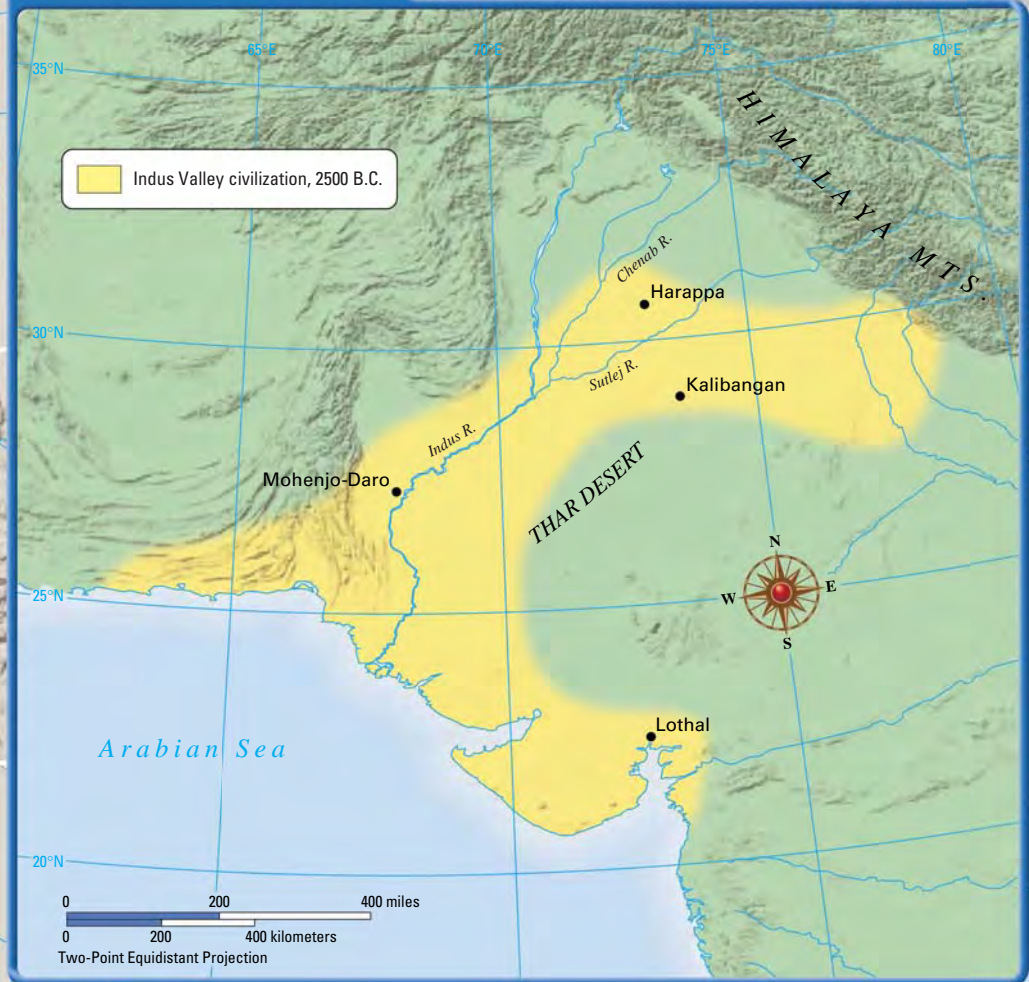 65°E
70°E
75°E
80°E
35°N
Indus Valley civilization, 2500 B.C.
HIMALAYA MTS.
Chenab R.
Harappa
30°N
Sutlej R.
Kalibangan
Indus R.
Mohenjo-Daro
THAR DESERT
N
W
E
S
25°N
Lothal
Arabian Sea
20°N
0 200 400 miles
0 200 400 kilometers
Two-Point Equidistant Projection